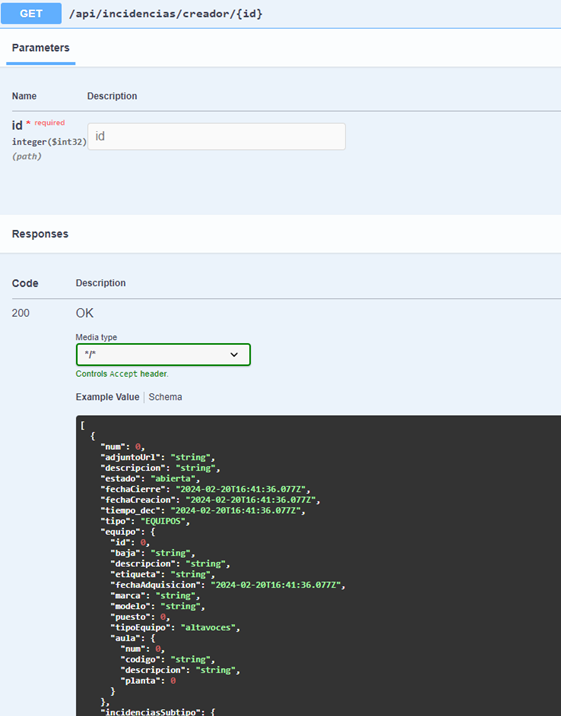 GET /api/incidencias/creador/{id}
Parameters
Name Description
id * required
integer($int32)
(path)
id
Responses
Code Description
200 OK
Media type
*/*
Controls Accept header.
Example Value Schema
[
  {
    "num": 0,
    "adjuntoUrl": "string",
    "descripcion": "string",
    "estado": "abierta",
    "fechaCierre": "2024-02-20T16:41:36.077Z",
    "fechaCreacion": "2024-02-20T16:41:36.077Z",
    "tiempo_dec": "2024-02-20T16:41:36.077Z",
    "tipo": "EQUIPOS",
    "equipo": {
      "id": 0,
      "baja": "string",
      "descripcion": "string",
      "etiqueta": "string",
      "fechaAdquisicion": "2024-02-20T16:41:36.077Z",
      "marca": "string",
      "modelo": "string",
      "puesto": 0,
      "tipoEquipo": "altavoces",
      "aula": {
        "num": 0,
        "codigo": "string",
        "descripcion": "string",
        "planta": 0
      }
    },
    "incidenciasSubtipo": {